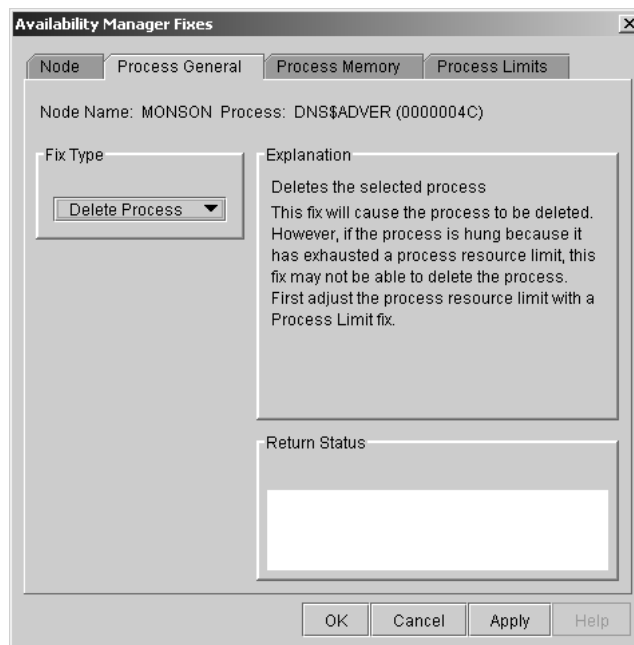 Availability Manager Fixes
Node
Process General
Process Memory
Process Limits
Node Name: MONSON Process: DNS$ADVER (0000004C)
Fix Type
Delete Process
Explanation
Deletes the selected process
This fix will cause the process to be deleted.
However, if the process is hung because it
has exhausted a process resource limit, this
fix may not be able to delete the process.
First adjust the process resource limit with a
Process Limit fix.
Return Status
OK
Cancel
Apply
Help